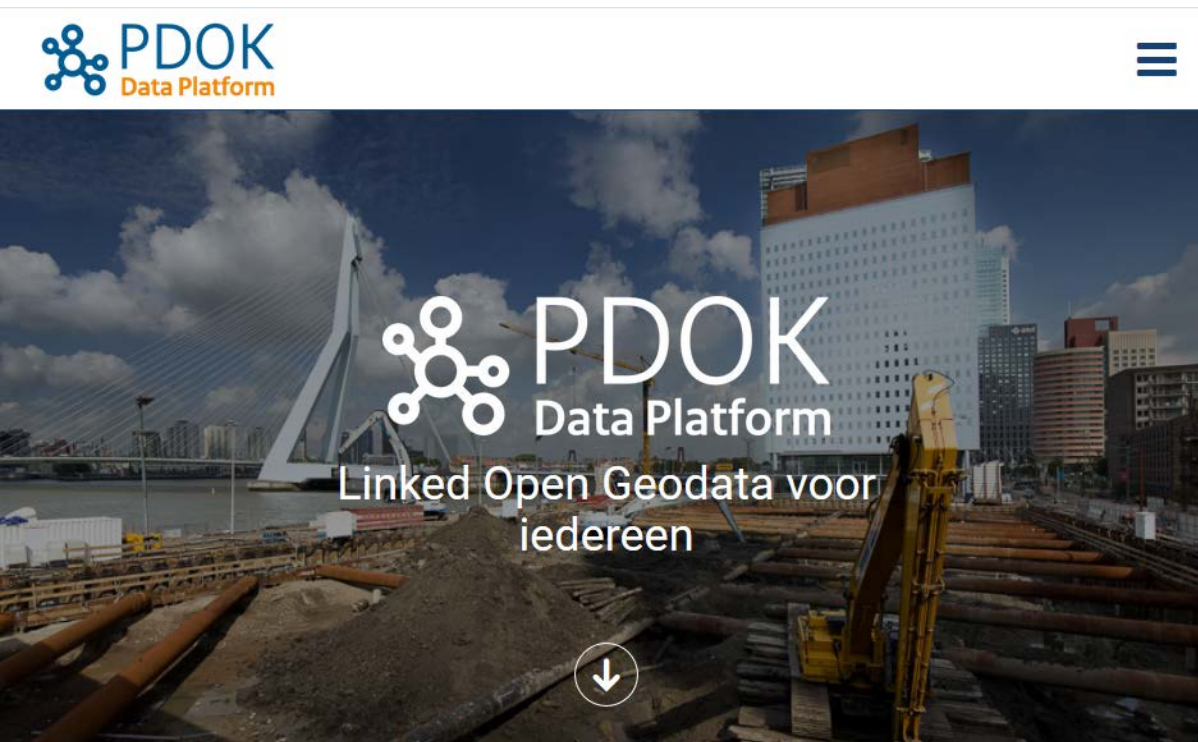 PDOK
Data Platform
PDOK
Data Platform
Linked Open Geodata voor
iedereen